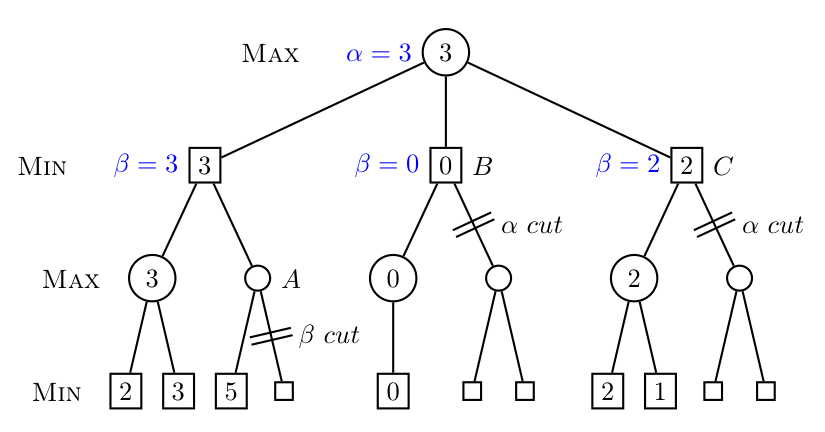 MAX α = 3 3
MIN β = 3 3 β = 0 0 B β = 2 2 C
α cut α cut
MAX 3 A 0 2
β cut
MIN 2 3 5 0 2 1